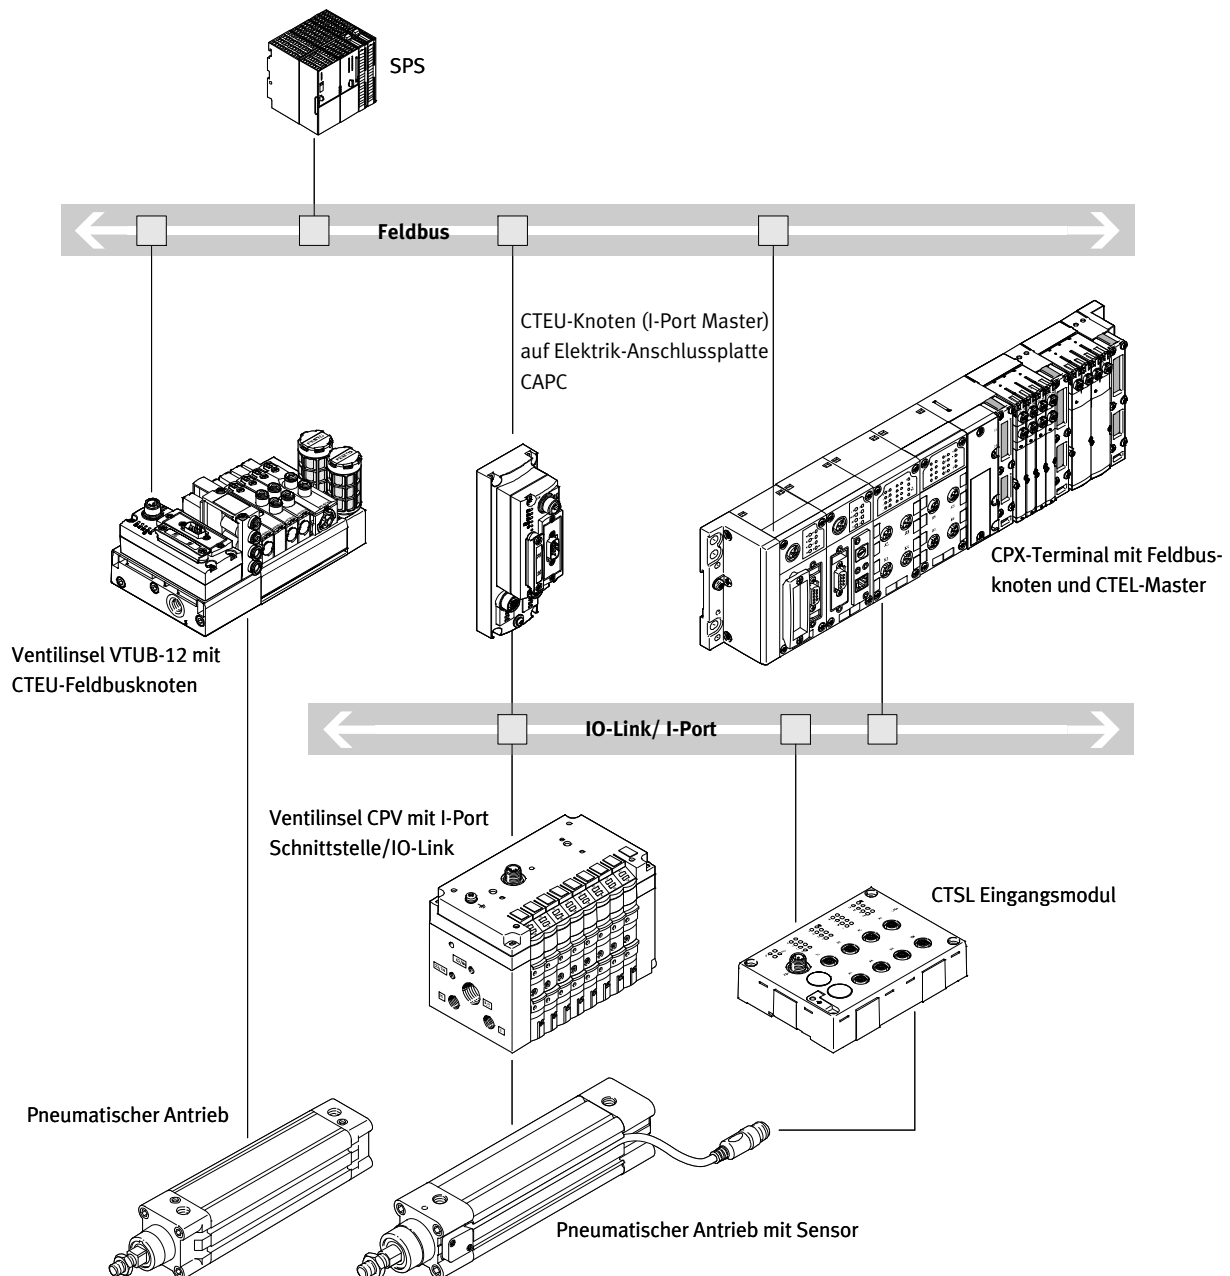 SPS
Feldbus
CTEU-Knoten (I-Port Master)
auf Elektrik-Anschlussplatte
CAPC
CPX-Terminal mit Feldbus-
knoten und CTEL-Master
Ventilinsel VTUB-12 mit
CTEU-Feldbusknoten
IO-Link/ I-Port
Ventilinsel CPV mit I-Port
Schnittstelle/IO-Link
CTSL Eingangsmodul
Pneumatischer Antrieb
Pneumatischer Antrieb mit Sensor